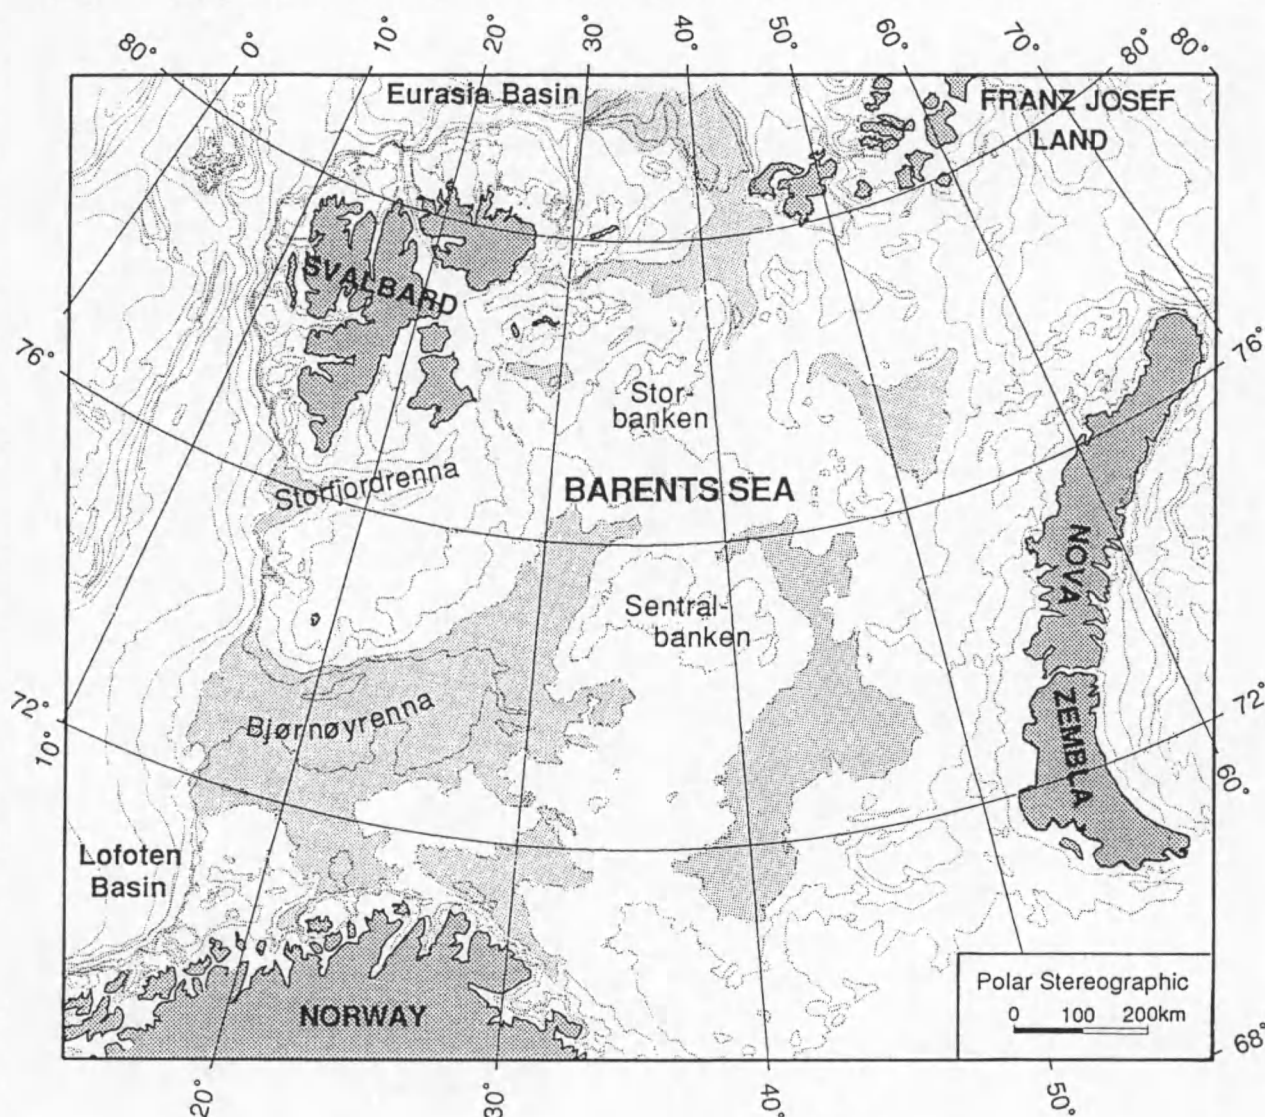 80° 0° 10° 20° 30° 40° 50° 60° 70° 80° 80°
Eurasia Basin
FRANZ JOSEF
LAND
SVALBARD
76°
76°
Stor-
banken
Storfjordrenna
BARENTS SEA
NOVA
Sentral-
banken
72°
72°
Bjørnøyrenna
ZEMBLA
10°
60°
Lofoten
Basin
NORWAY
Polar Stereographic
0 100 200km
68°
20° 30° 40° 50°